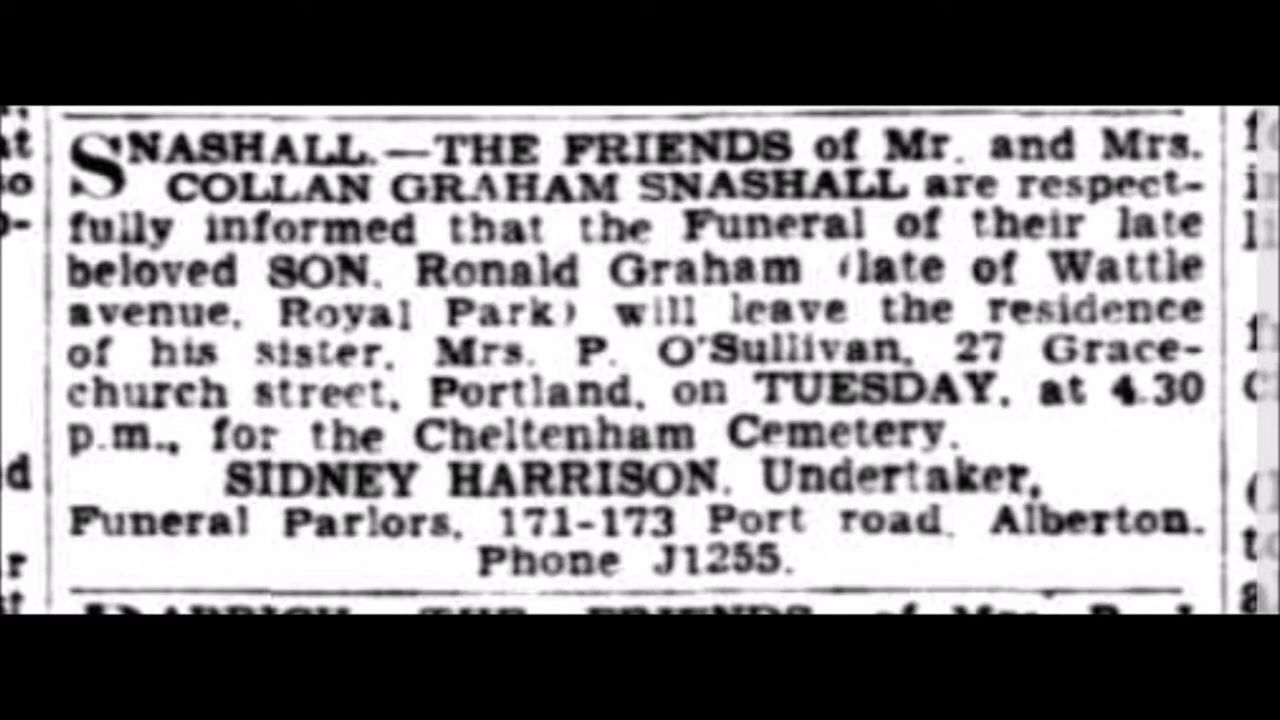 SNASHALL.—THE FRIENDS of Mr. and Mrs.
COLLAN GRAHAM SNASHALL are respect-
fully informed that the Funeral of their late
beloved SON, Ronald Graham (late of Wattle
avenue, Royal Park) will leave the residence
of his sister, Mrs. P. O'Sullivan, 27 Grace-
church street, Portland, on TUESDAY, at 4.30
p.m., for the Cheltenham Cemetery.
SIDNEY HARRISON, Undertaker,
Funeral Parlors, 171-173 Port road, Alberton.
Phone J1255.
THE FRIENDS of